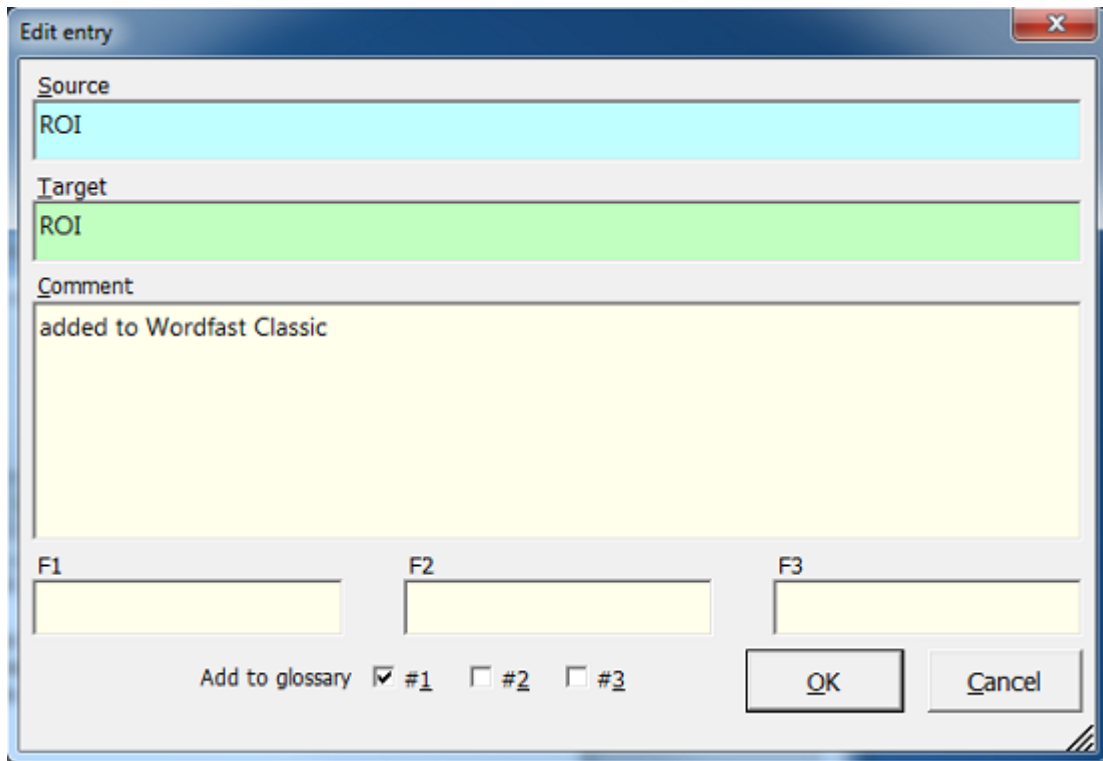 Edit entry
Source
ROI
Target
ROI
Comment
added to Wordfast Classic
F1 F2 F3
Add to glossary #1 #2 #3 OK Cancel